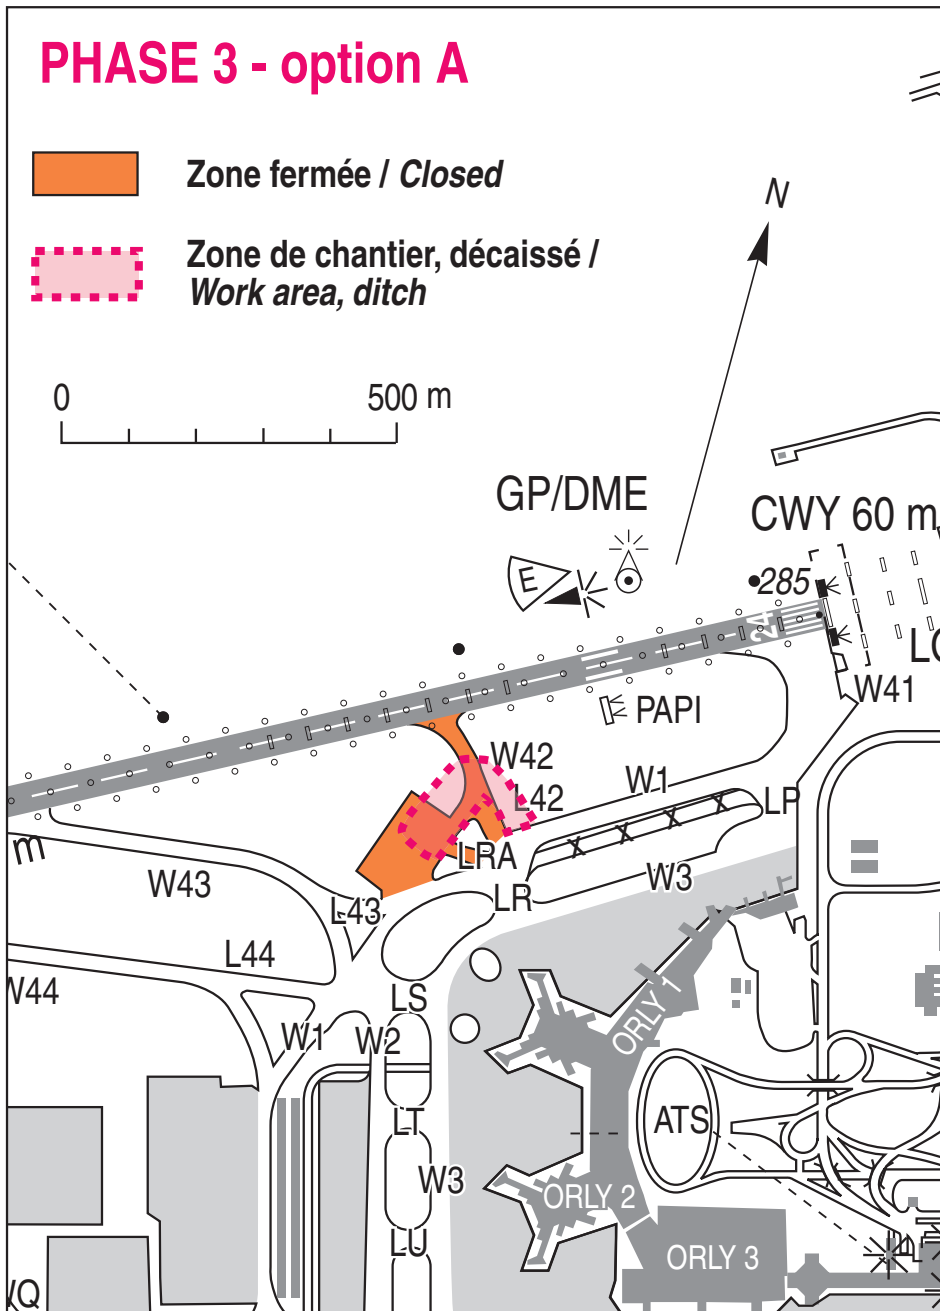 PHASE 3 - option A
Zone fermée / Closed
Zone de chantier, décaissé /
Work area, ditch
N
0
500 m
GP/DME
CWY 60 m
E
285
24
W41
PAPI
W42
W1
L42
LP
m
LRA
W43
W3
LR
L43
L44
W44
LS
ORLY 1
W1
W2
LT
ATS
W3
ORLY 2
LU
ORLY 3